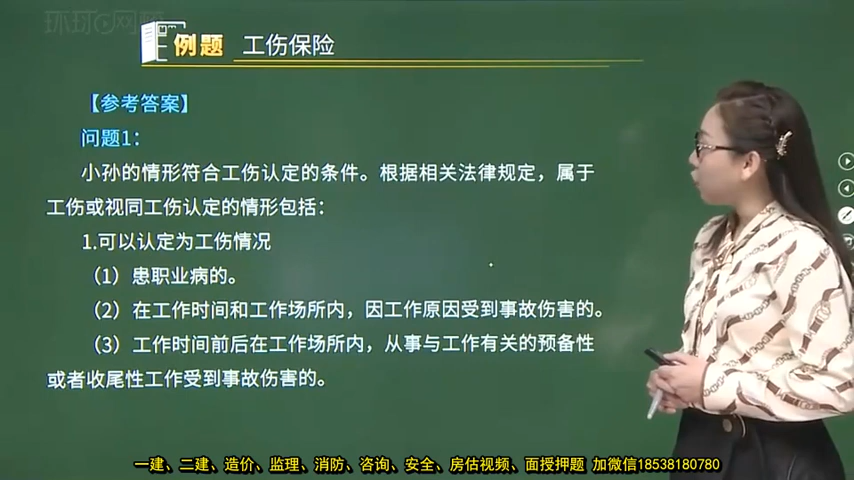 环球网校
例题 工伤保险
【参考答案】
问题1：
小孙的情形符合工伤认定的条件。根据相关法律规定，属于
工伤或视同工伤认定的情形包括：
1.可以认定为工伤情况
（1）患职业病的。
（2）在工作时间和工作场所内，因工作原因受到事故伤害的。
（3）工作时间前后在工作场所内，从事与工作有关的预备性
或者收尾性工作受到事故伤害的。
一建、二建、造价、监理、消防、咨询、安全、房估视频、面授押题 加微信18538180780